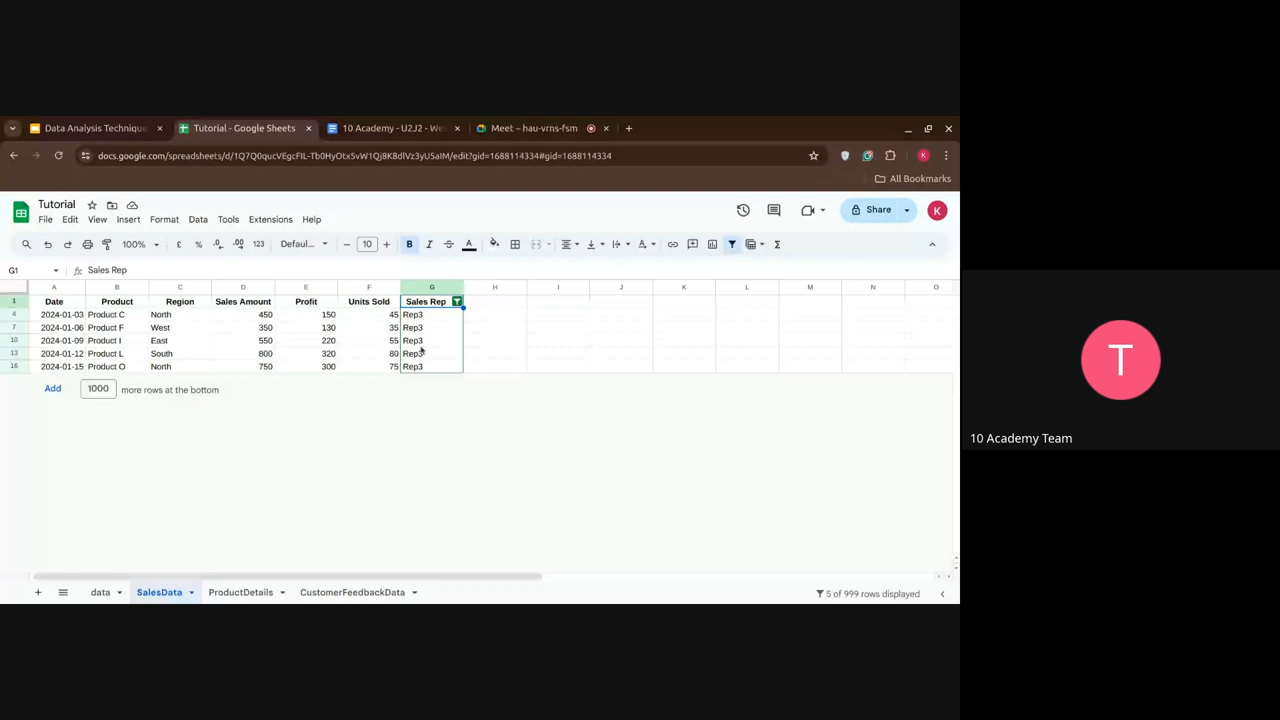 Data Analysis Technique
Tutorial - Google Sheets
10 Academy - U2J2 - We
Meet – hau-vrns-fsm
docs.google.com/spreadsheets/d/1Q7Q0qucVEgcFIL-Tb0HyOtx5vW1Qj8K8dlVz3yU5aIM/edit?gid=1688114334#gid=1688114334
All Bookmarks
Tutorial
Share
K
File Edit View Insert Format Data Tools Extensions Help
100% £ % .0 .00 123 Defaul... − 10 + B I A Σ
G1 fx Sales Rep
A B C D E F G H I J K L M N O
1 Date Product Region Sales Amount Profit Units Sold Sales Rep
4 2024-01-03 Product C North 450 150 45 Rep3
7 2024-01-06 Product F West 350 130 35 Rep3
10 2024-01-09 Product I East 550 220 55 Rep3
13 2024-01-12 Product L South 800 320 80 Rep3
16 2024-01-15 Product O North 750 300 75 Rep3
Add 1000 more rows at the bottom
data SalesData ProductDetails CustomerFeedbackData
5 of 999 rows displayed
T
10 Academy Team